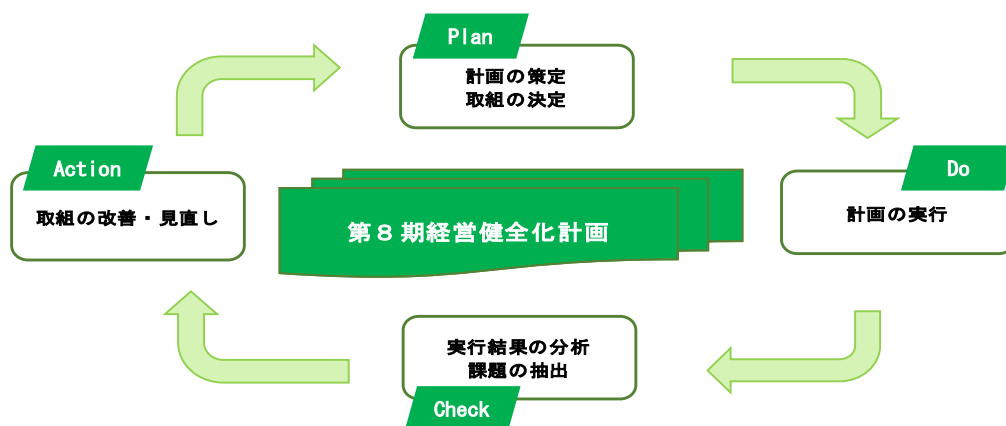 Plan
計画の策定
取組の決定
Action
取組の改善・見直し
Do
計画の実行
第８期経営健全化計画
実行結果の分析
課題の抽出
Check